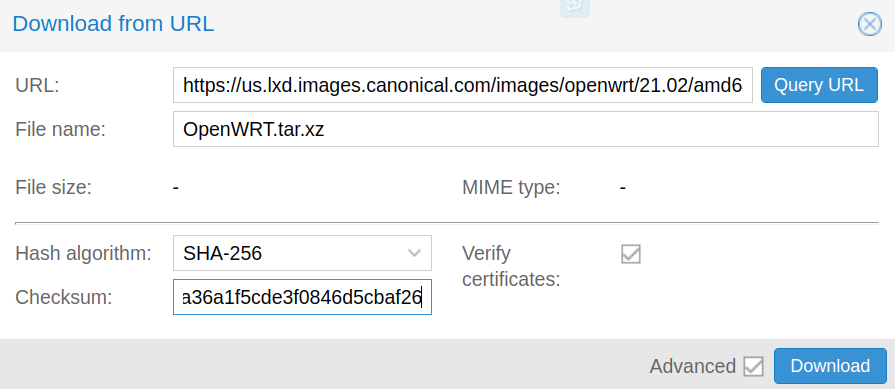 Download from URL
URL: https://us.lxd.images.canonical.com/images/openwrt/21.02/amd6 Query URL
File name: OpenWRT.tar.xz
File size: - MIME type: -
Hash algorithm: SHA-256 Verify
certificates:
Checksum: a36a1f5cde3f0846d5cbaf26
Advanced Download